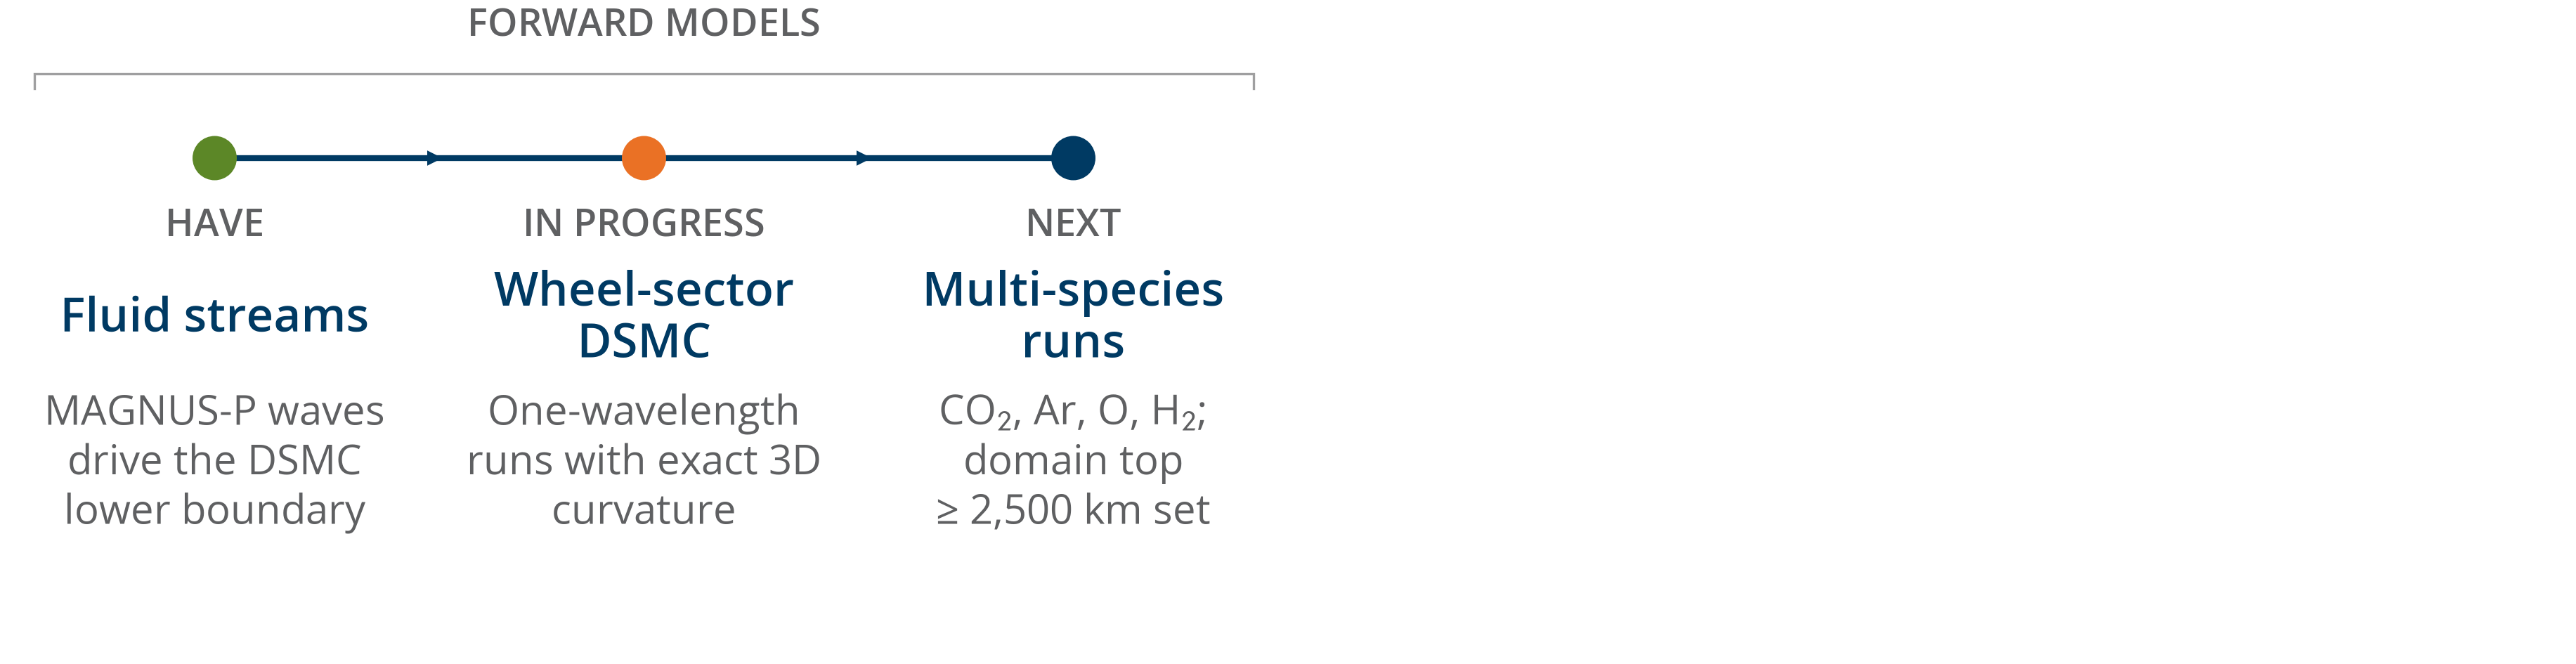 FORWARD MODELS
HAVE
Fluid streams
MAGNUS-P waves
drive the DSMC
lower boundary
IN PROGRESS
Wheel-sector
DSMC
One-wavelength
runs with exact 3D
curvature
NEXT
Multi-species
runs
CO₂, Ar, O, H₂;
domain top
≥ 2,500 km set